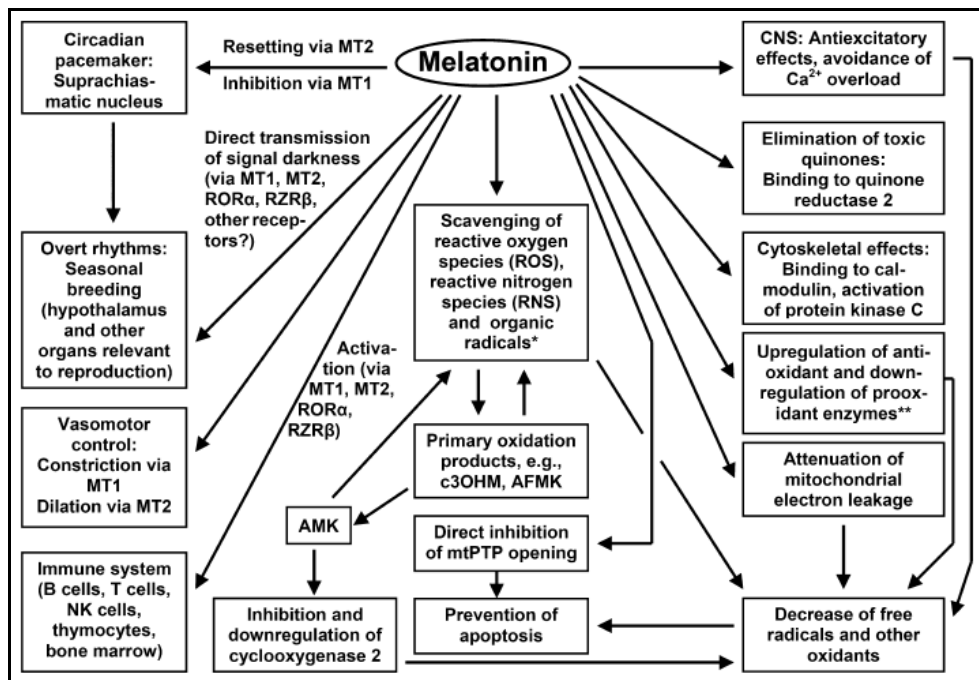 Circadian
pacemaker:
Suprachias-
matic nucleus
Resetting via MT2
Inhibition via MT1
Melatonin
CNS: Antiexcitatory
effects, avoidance of
Ca2+ overload
Direct transmission
of signal darkness
(via MT1, MT2,
RORα, RZRβ,
other recep-
tors?)
Elimination of toxic
quinones:
Binding to quinone
reductase 2
Overt rhythms:
Seasonal
breeding
(hypothalamus
and other
organs relevant
to reproduction)
Scavenging of
reactive oxygen
species (ROS),
reactive nitrogen
species (RNS)
and organic
radicals*
Cytoskeletal effects:
Binding to cal-
modulin, activation
of protein kinase C
Activa-
tion (via
MT1, MT2,
RORα,
RZRβ)
Upregulation of anti-
oxidant and down-
regulation of proox-
idant enzymes**
Vasomotor
control:
Constriction via
MT1
Dilation via MT2
Primary oxidation
products, e.g.,
c3OHM, AFMK
Attenuation of
mitochondrial
electron leakage
AMK
Direct inhibition
of mtPTP opening
Immune system
(B cells, T cells,
NK cells,
thymocytes,
bone marrow)
Inhibition and
downregulation of
cyclooxygenase 2
Prevention of
apoptosis
Decrease of free
radicals and other
oxidants